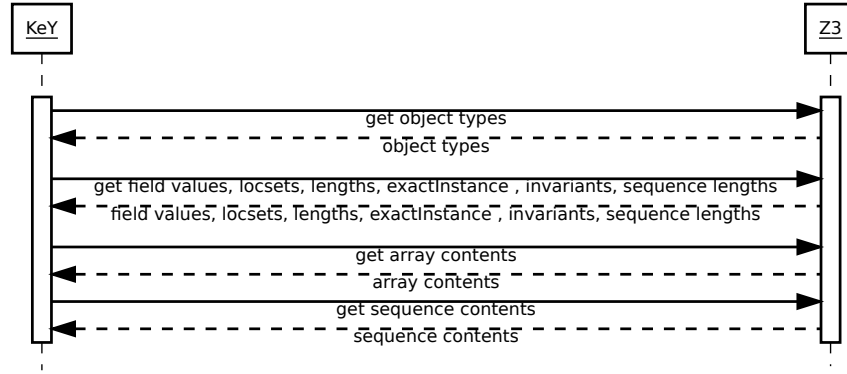 KeY
Z3
get object types
object types
get field values, locsets, lengths, exactInstance , invariants, sequence lengths
field values, locsets, lengths, exactInstance , invariants, sequence lengths
get array contents
array contents
get sequence contents
sequence contents